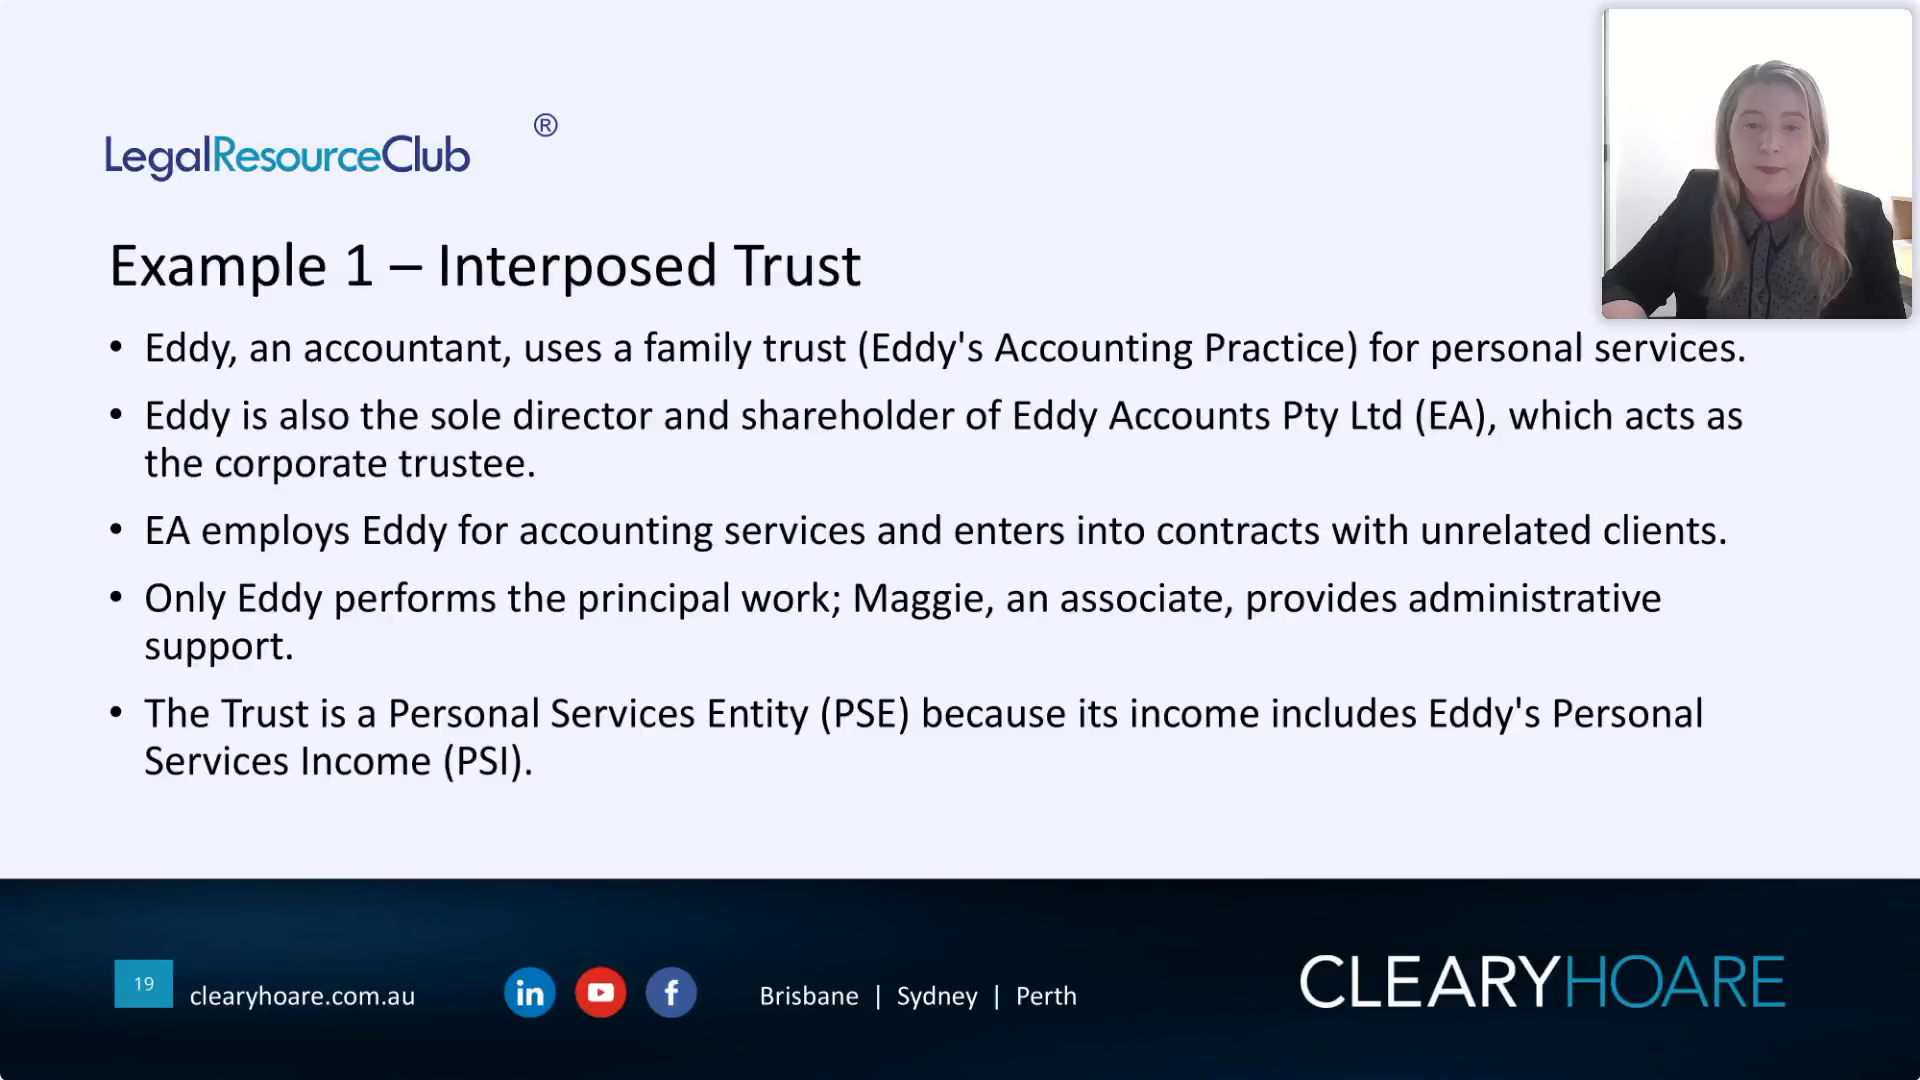 LegalResourceClub ®
Example 1 – Interposed Trust
• Eddy, an accountant, uses a family trust (Eddy's Accounting Practice) for personal services.
• Eddy is also the sole director and shareholder of Eddy Accounts Pty Ltd (EA), which acts as
the corporate trustee.
• EA employs Eddy for accounting services and enters into contracts with unrelated clients.
• Only Eddy performs the principal work; Maggie, an associate, provides administrative
support.
• The Trust is a Personal Services Entity (PSE) because its income includes Eddy's Personal
Services Income (PSI).
19 clearyhoare.com.au in f Brisbane | Sydney | Perth CLEARYHOARE